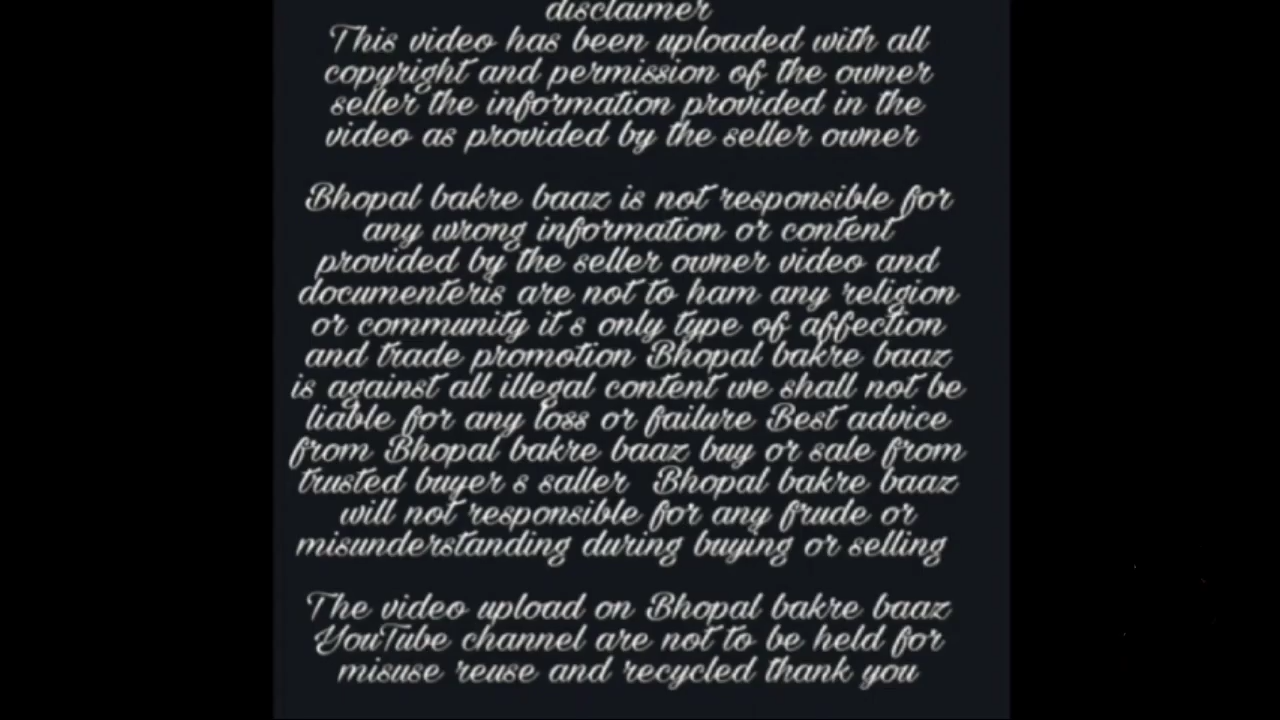 disclaimer
This video has been uploaded with all
copyright and permission of the owner
seller the information provided in the
video as provided by the seller owner
Bhopal bakre baaz is not responsible for
any wrong information or content
provided by the seller owner video and
documenteris are not to ham any religion
or community it s only type of affection
and trade promotion Bhopal bakre baaz
is against all illegal content we shall not be
liable for any loss or failure Best advice
from Bhopal bakre baaz buy or sale from
trusted buyer s saller Bhopal bakre baaz
will not responsible for any frude or
misunderstanding during buying or selling
The video upload on Bhopal bakre baaz
YouTube channel are not to be held for
misuse reuse and recycled thank you